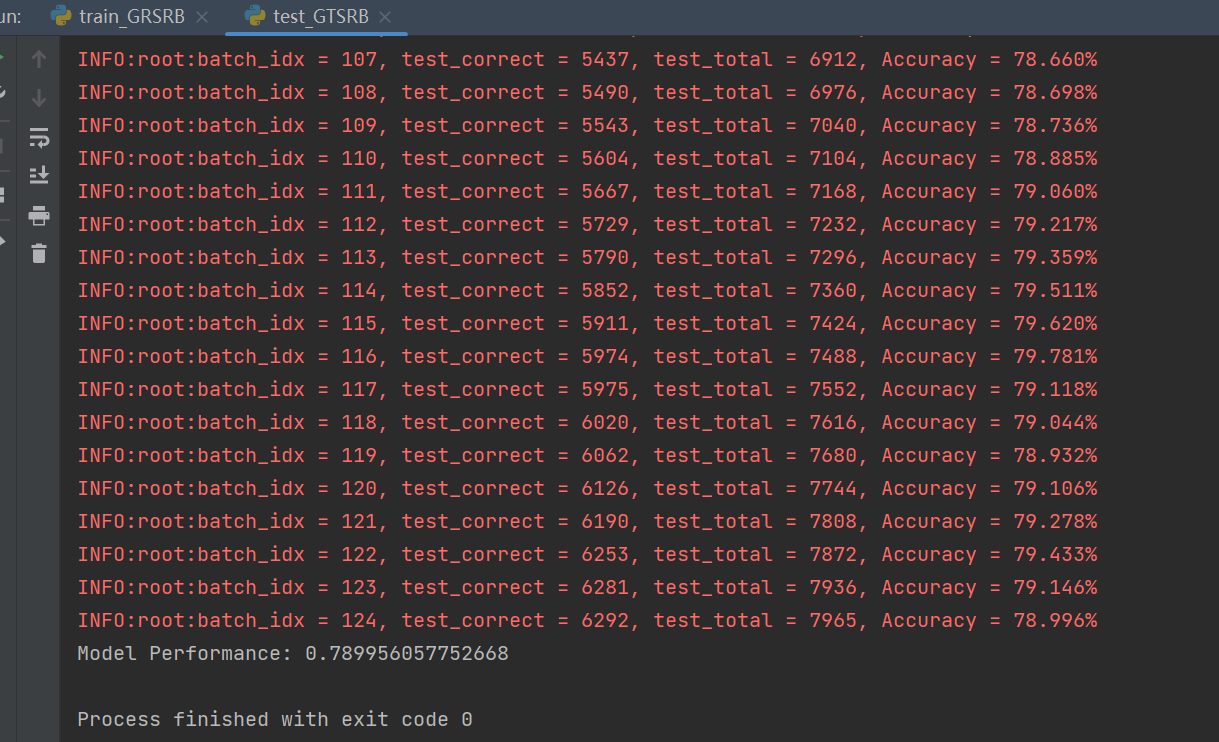 un: train_GRSRB test_GTSRB
INFO:root:batch_idx = 107, test_correct = 5437, test_total = 6912, Accuracy = 78.660%
INFO:root:batch_idx = 108, test_correct = 5490, test_total = 6976, Accuracy = 78.698%
INFO:root:batch_idx = 109, test_correct = 5543, test_total = 7040, Accuracy = 78.736%
INFO:root:batch_idx = 110, test_correct = 5604, test_total = 7104, Accuracy = 78.885%
INFO:root:batch_idx = 111, test_correct = 5667, test_total = 7168, Accuracy = 79.060%
INFO:root:batch_idx = 112, test_correct = 5729, test_total = 7232, Accuracy = 79.217%
INFO:root:batch_idx = 113, test_correct = 5790, test_total = 7296, Accuracy = 79.359%
INFO:root:batch_idx = 114, test_correct = 5852, test_total = 7360, Accuracy = 79.511%
INFO:root:batch_idx = 115, test_correct = 5911, test_total = 7424, Accuracy = 79.620%
INFO:root:batch_idx = 116, test_correct = 5974, test_total = 7488, Accuracy = 79.781%
INFO:root:batch_idx = 117, test_correct = 5975, test_total = 7552, Accuracy = 79.118%
INFO:root:batch_idx = 118, test_correct = 6020, test_total = 7616, Accuracy = 79.044%
INFO:root:batch_idx = 119, test_correct = 6062, test_total = 7680, Accuracy = 78.932%
INFO:root:batch_idx = 120, test_correct = 6126, test_total = 7744, Accuracy = 79.106%
INFO:root:batch_idx = 121, test_correct = 6190, test_total = 7808, Accuracy = 79.278%
INFO:root:batch_idx = 122, test_correct = 6253, test_total = 7872, Accuracy = 79.433%
INFO:root:batch_idx = 123, test_correct = 6281, test_total = 7936, Accuracy = 79.146%
INFO:root:batch_idx = 124, test_correct = 6292, test_total = 7965, Accuracy = 78.996%
Model Performance: 0.789956057752668
Process finished with exit code 0